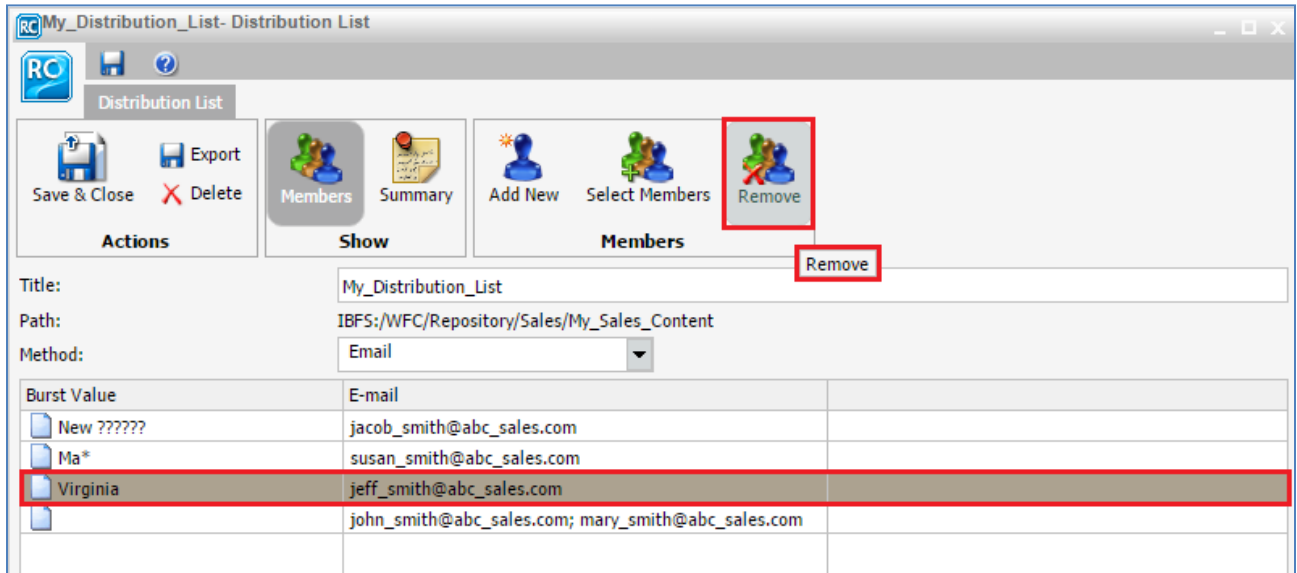 RC My_Distribution_List- Distribution List
RC
Distribution List
Save & Close
Export
Delete
Actions
Members
Summary
Show
Add New
Select Members
Remove
Members
Remove
Title: My_Distribution_List
Path: IBFS:/WFC/Repository/Sales/My_Sales_Content
Method: Email
Burst Value E-mail
New ?????? jacob_smith@abc_sales.com
Ma* susan_smith@abc_sales.com
Virginia jeff_smith@abc_sales.com
john_smith@abc_sales.com; mary_smith@abc_sales.com